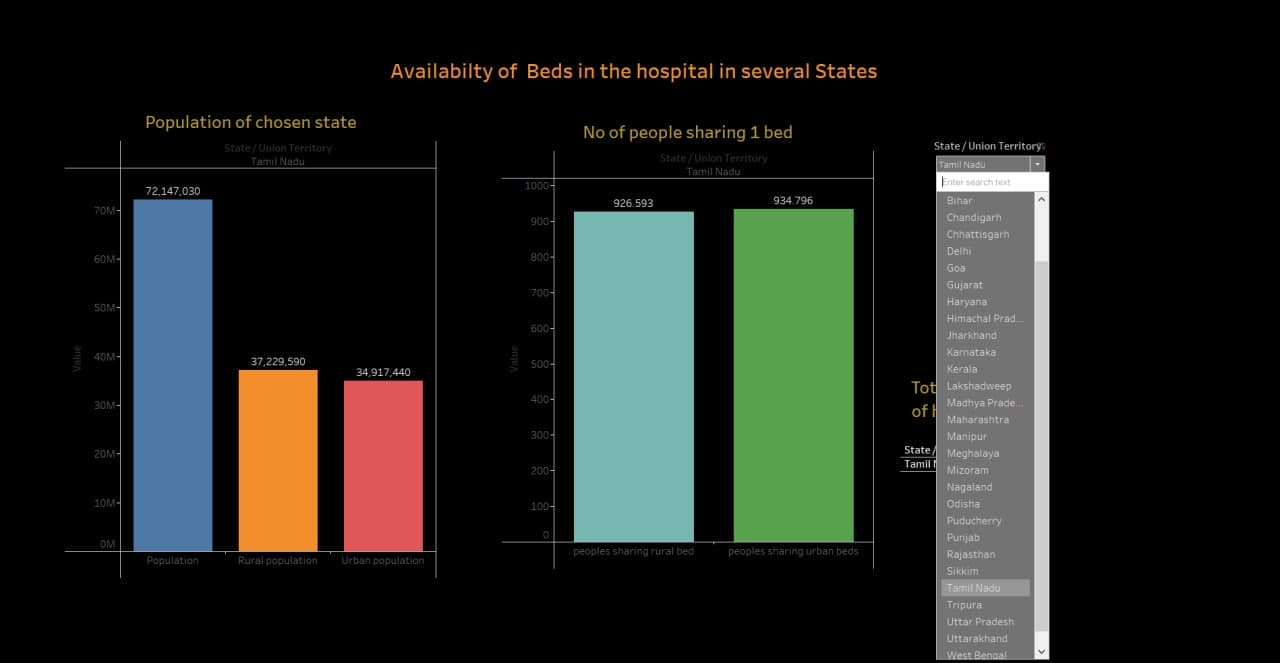 Availabilty of Beds in the hospital in several States
Population of chosen state
State / Union Territory
Tamil Nadu
72,147,030
37,229,590
34,917,440
70M
60M
50M
40M
30M
20M
10M
0M
Value
Population
Rural population
Urban population
No of people sharing 1 bed
State / Union Territory
Tamil Nadu
926.593
934.796
1000
900
800
700
600
500
400
300
200
100
0
Value
peoples sharing rural bed
peoples sharing urban beds
State / Union Territory
Tamil Nadu
Enter search text
Bihar
Chandigarh
Chhattisgarh
Delhi
Goa
Gujarat
Haryana
Himachal Prad...
Jharkhand
Karnataka
Kerala
Lakshadweep
Madhya Prade...
Maharashtra
Manipur
Meghalaya
Mizoram
Nagaland
Odisha
Puducherry
Punjab
Rajasthan
Sikkim
Tamil Nadu
Tripura
Uttar Pradesh
Uttarakhand
West Bengal
Tot
of h
State /
Tamil N